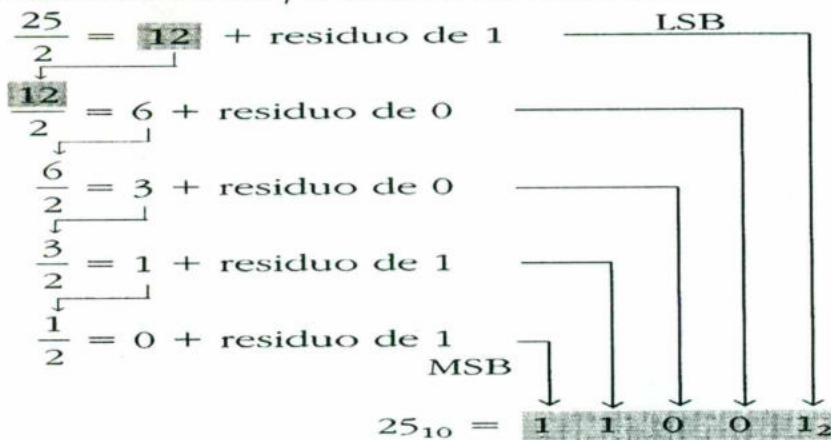 25/2 = 12 + residuo de 1 LSB
12/2 = 6 + residuo de 0
6/2 = 3 + residuo de 0
3/2 = 1 + residuo de 1
1/2 = 0 + residuo de 1
MSB
25₁₀ = 1 1 0 0 1₂